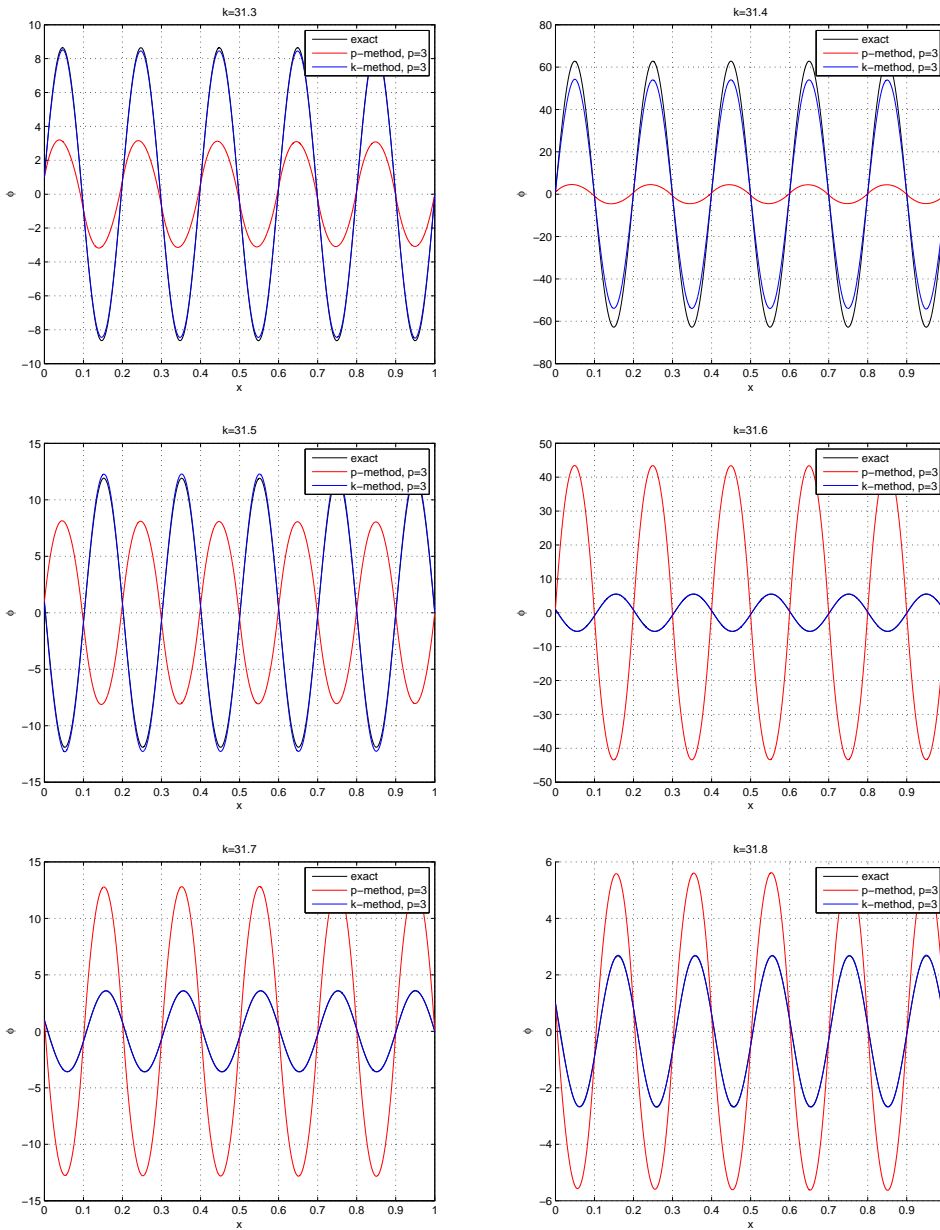 k=31.3
exact
p−method, p=3
k−method, p=3
10
8
6
4
2
0
−2
−4
−6
−8
−10
ϕ
0 0.1 0.2 0.3 0.4 0.5 0.6 0.7 0.8 0.9 1
x
k=31.4
exact
p−method, p=3
k−method, p=3
80
60
40
20
0
−20
−40
−60
−80
ϕ
0 0.1 0.2 0.3 0.4 0.5 0.6 0.7 0.8 0.9
x
k=31.5
exact
p−method, p=3
k−method, p=3
15
10
5
0
−5
−10
−15
ϕ
0 0.1 0.2 0.3 0.4 0.5 0.6 0.7 0.8 0.9 1
x
k=31.6
exact
p−method, p=3
k−method, p=3
50
40
30
20
10
0
−10
−20
−30
−40
−50
ϕ
0 0.1 0.2 0.3 0.4 0.5 0.6 0.7 0.8 0.9
x
k=31.7
exact
p−method, p=3
k−method, p=3
15
10
5
0
−5
−10
−15
ϕ
0 0.1 0.2 0.3 0.4 0.5 0.6 0.7 0.8 0.9 1
x
k=31.8
exact
p−method, p=3
k−method, p=3
6
4
2
0
−2
−4
−6
ϕ
0 0.1 0.2 0.3 0.4 0.5 0.6 0.7 0.8 0.9
x